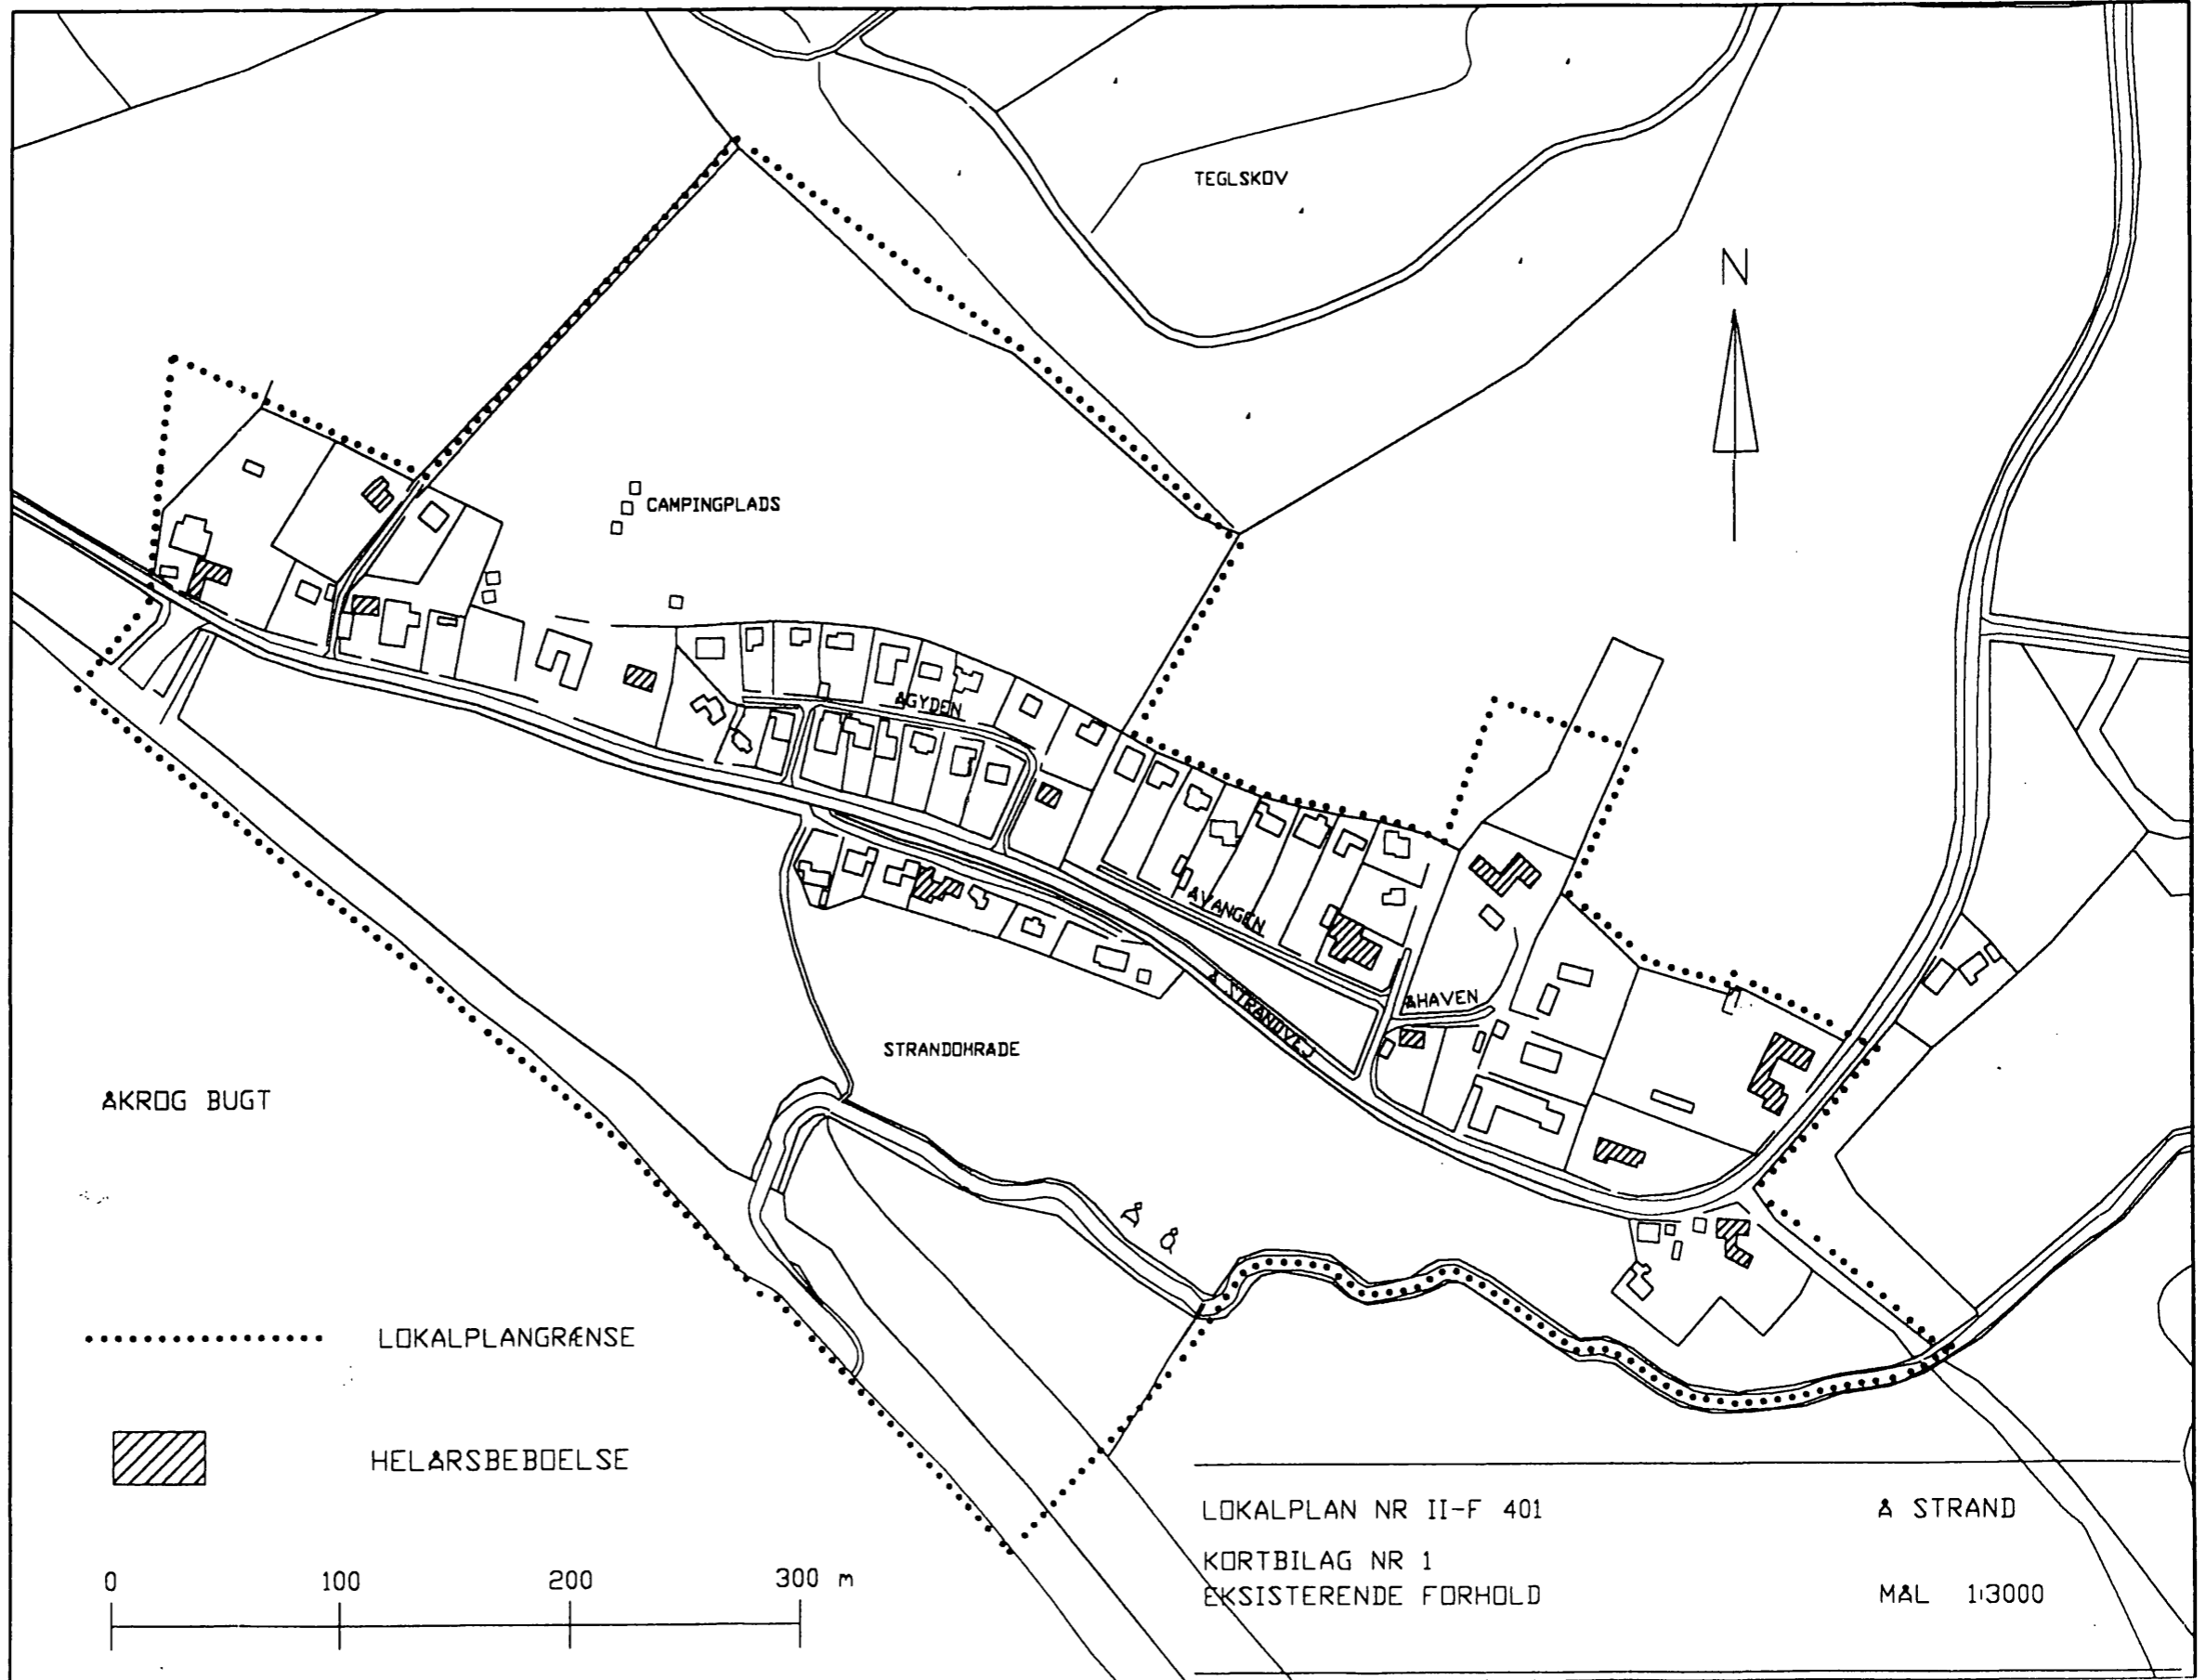 TEGLSKOV
N
CAMPINGPLADS
ÅGYDEN
ÅVANGEN
ÅHAVEN
Å STRANDVEJ
STRANDOMRÅDE
ÅKROG BUGT
LOKALPLANGRÆNSE
HELÅRSBEBOELSE
0 100 200 300 m
LOKALPLAN NR II-F 401
Å STRAND
KORTBILAG NR 1
EKSISTERENDE FORHOLD
MÅL 1:3000